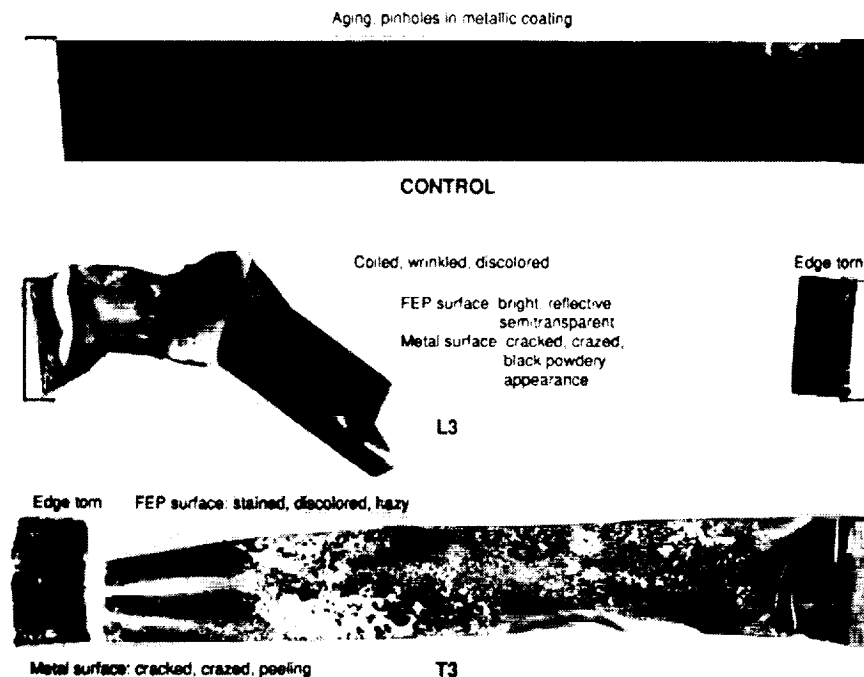 Aging, pinholes in metallic coating
CONTROL
Coiled, wrinkled, discolored
Edge torn
FEP surface: bright, reflective
semitransparent
Metal surface: cracked, crazed,
black powdery
appearance
L3
Edge torn
FEP surface: stained, discolored, hazy
Metal surface: cracked, crazed, peeling
T3